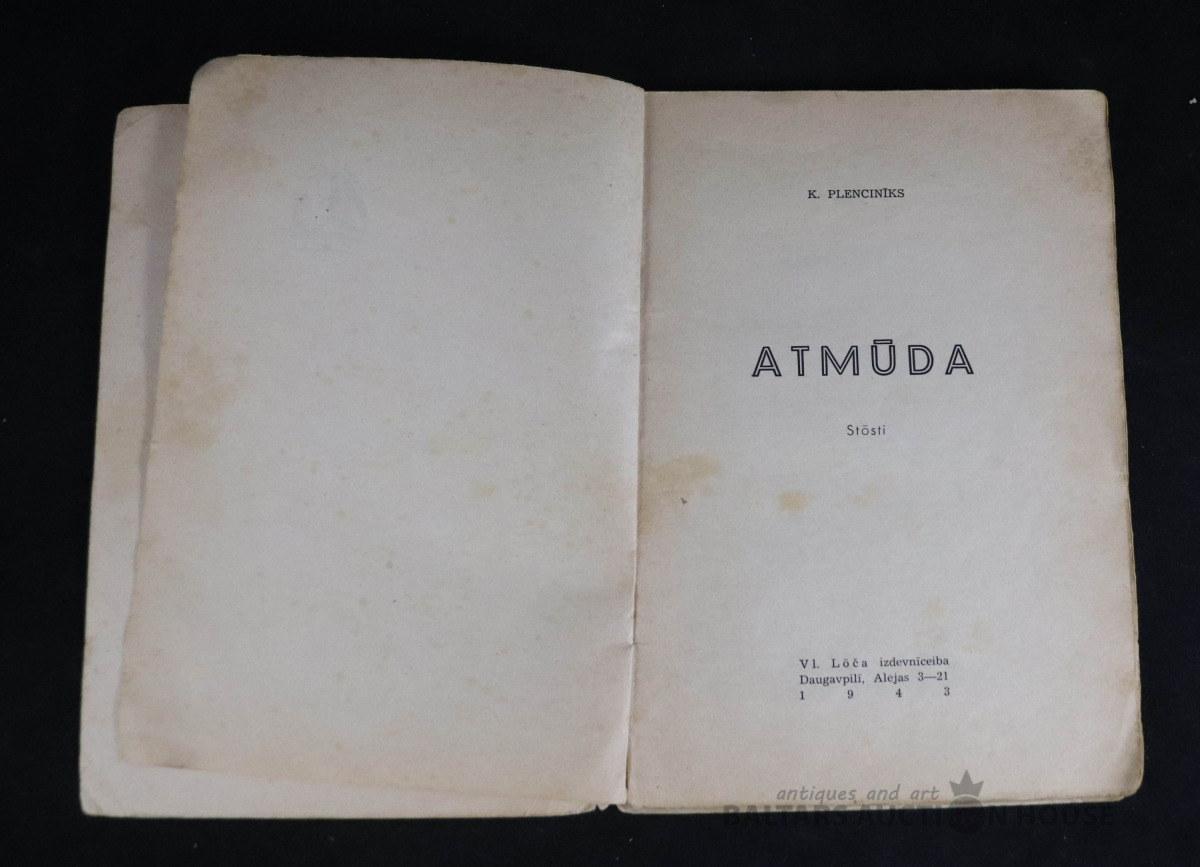 K. PLENCINĪKS
ATMŪDA
Stōsti
Vl. Lōča izdevnīceiba
Daugavpilī, Alejas 3—21
1 9 4 3
antiques and art
BALTARS AUCTION HOUSE